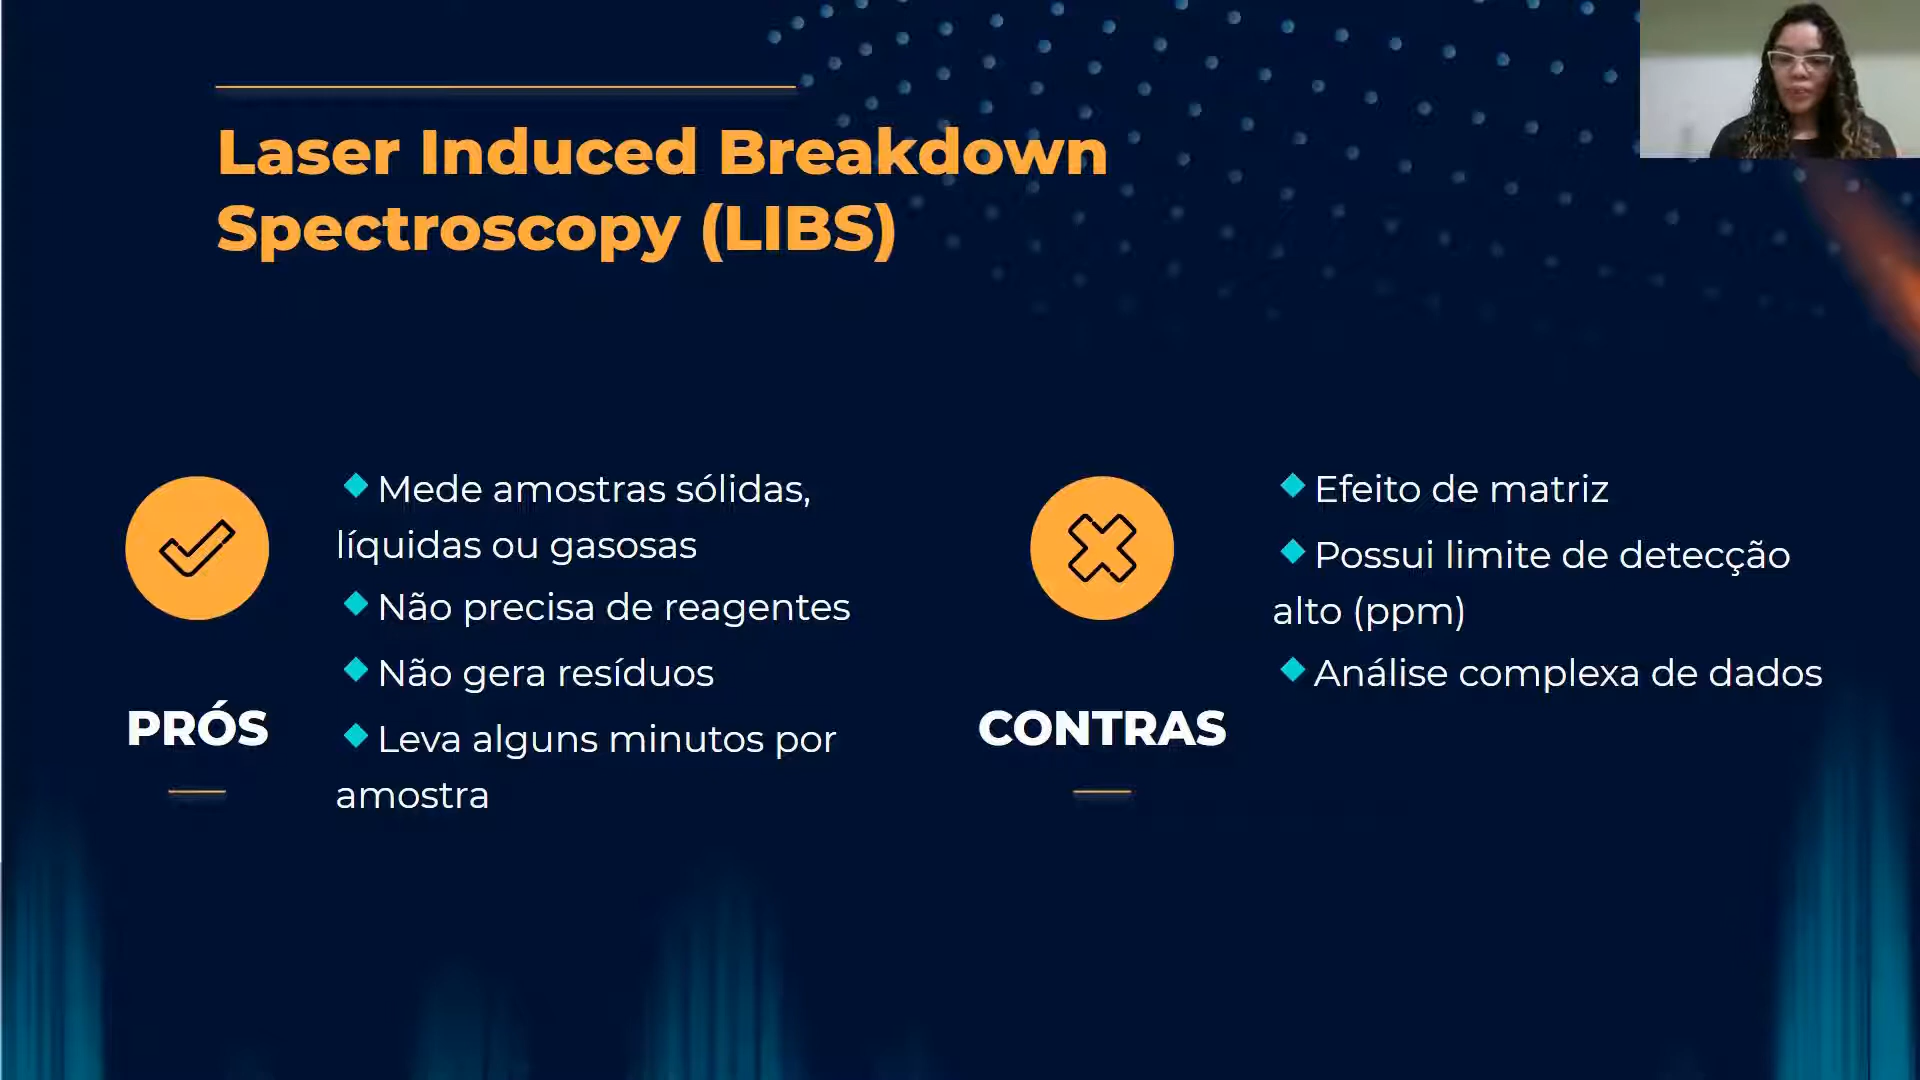 Laser Induced Breakdown
Spectroscopy (LIBS)
Mede amostras sólidas,
líquidas ou gasosas
Não precisa de reagentes
Não gera resíduos
Leva alguns minutos por
amostra
PRÓS
Efeito de matriz
Possui limite de detecção
alto (ppm)
Análise complexa de dados
CONTRAS